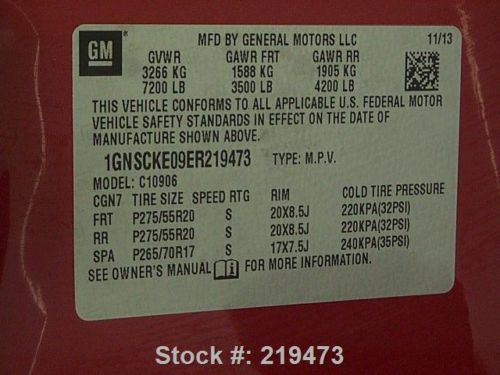 GM
MFD BY GENERAL MOTORS LLC 11/13
GVWR GAWR FRT GAWR RR
3266 KG 1588 KG 1905 KG
7200 LB 3500 LB 4200 LB
THIS VEHICLE CONFORMS TO ALL APPLICABLE U.S. FEDERAL MOTOR
VEHICLE SAFETY STANDARDS IN EFFECT ON THE DATE OF
MANUFACTURE SHOWN ABOVE.
1GNSCKE09ER219473 TYPE: M.P.V.
MODEL: C10906
CGN7 TIRE SIZE SPEED RTG RIM COLD TIRE PRESSURE
FRT P275/55R20 S 20X8.5J 220KPA(32PSI)
RR P275/55R20 S 20X8.5J 220KPA(32PSI)
SPA P265/70R17 S 17X7.5J 240KPA(35PSI)
SEE OWNER'S MANUAL FOR MORE INFORMATION.
Stock #: 219473